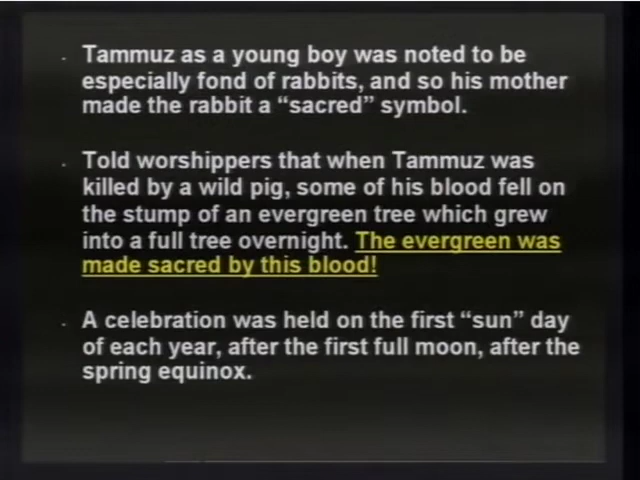 Tammuz as a young boy was noted to be
especially fond of rabbits, and so his mother
made the rabbit a “sacred” symbol.
Told worshippers that when Tammuz was
killed by a wild pig, some of his blood fell on
the stump of an evergreen tree which grew
into a full tree overnight. The evergreen was
made sacred by this blood!
A celebration was held on the first “sun” day
of each year, after the first full moon, after the
spring equinox.